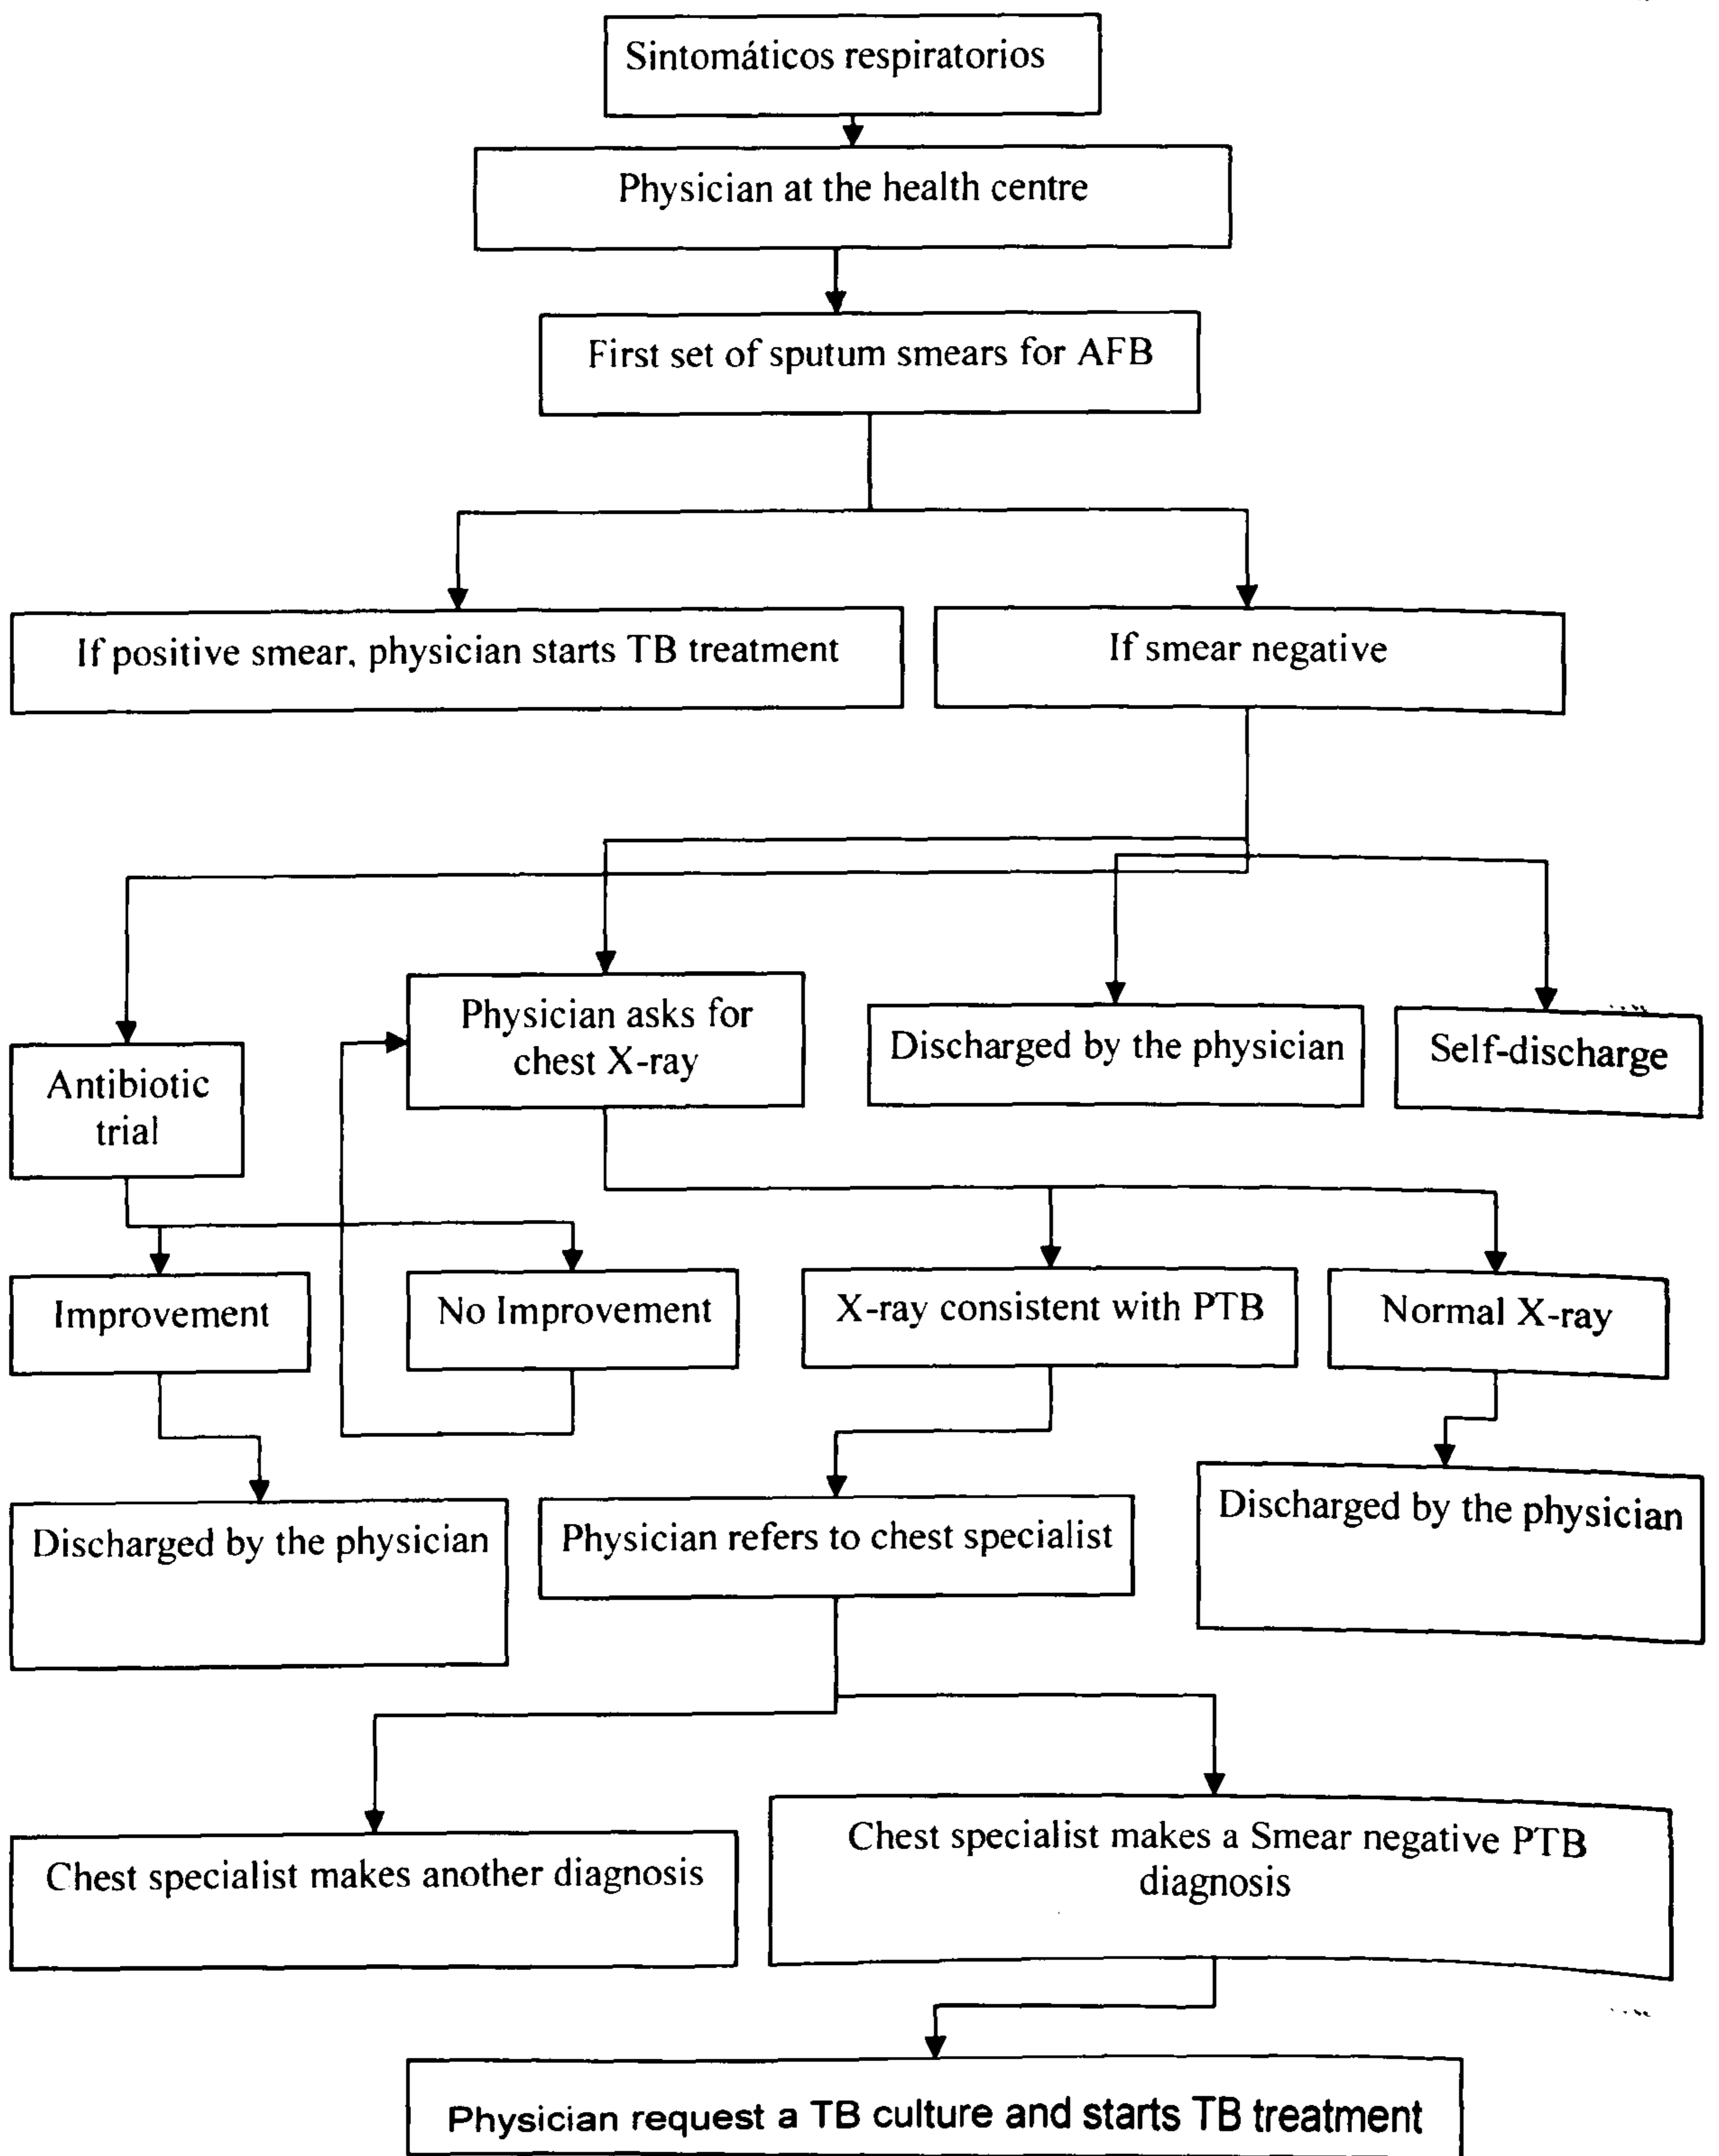 Sintomáticos respiratorios
Physician at the health centre
First set of sputum smears for AFB
If positive smear, physician starts TB treatment
If smear negative
Physician asks for
chest X-ray
Discharged by the physician
Self-discharge
Antibiotic
trial
Improvement
No Improvement
X-ray consistent with PTB
Normal X-ray
Discharged by the physician
Physician refers to chest specialist
Discharged by the physician
Chest specialist makes another diagnosis
Chest specialist makes a Smear negative PTB
diagnosis
Physician request a TB culture and starts TB treatment